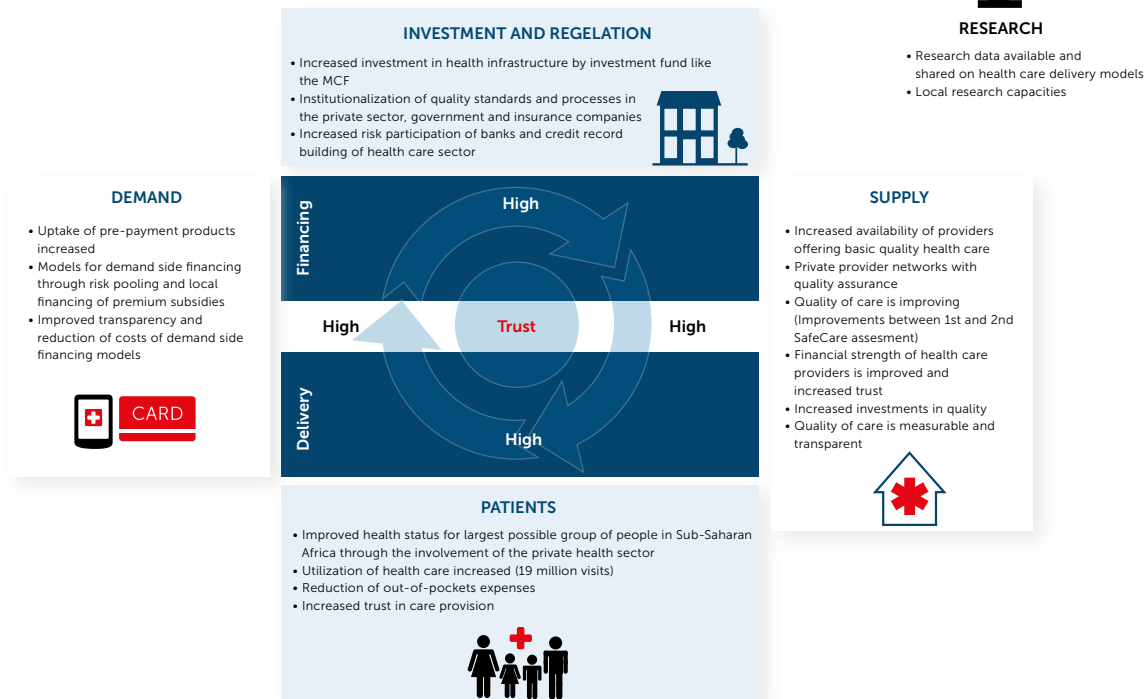 INVESTMENT AND REGELATION
• Increased investment in health infrastructure by investment fund like
the MCF
• Institutionalization of quality standards and processes in
the private sector, government and insurance companies
• Increased risk participation of banks and credit record
building of health care sector
RESEARCH
• Research data available and
shared on health care delivery models
• Local research capacities
DEMAND
• Uptake of pre-payment products
increased
• Models for demand side financing
through risk pooling and local
financing of premium subsidies
• Improved transparency and
reduction of costs of demand side
financing models
CARD
Financing
High
High
Trust
High
Delivery
High
SUPPLY
• Increased availability of providers
offering basic quality health care
• Private provider networks with
quality assurance
• Quality of care is improving
(Improvements between 1st and 2nd
SafeCare assesment)
• Financial strength of health care
providers is improved and
increased trust
• Increased investments in quality
• Quality of care is measurable and
transparent
PATIENTS
• Improved health status for largest possible group of people in Sub-Saharan
Africa through the involvement of the private health sector
• Utilization of health care increased (19 million visits)
• Reduction of out-of-pockets expenses
• Increased trust in care provision